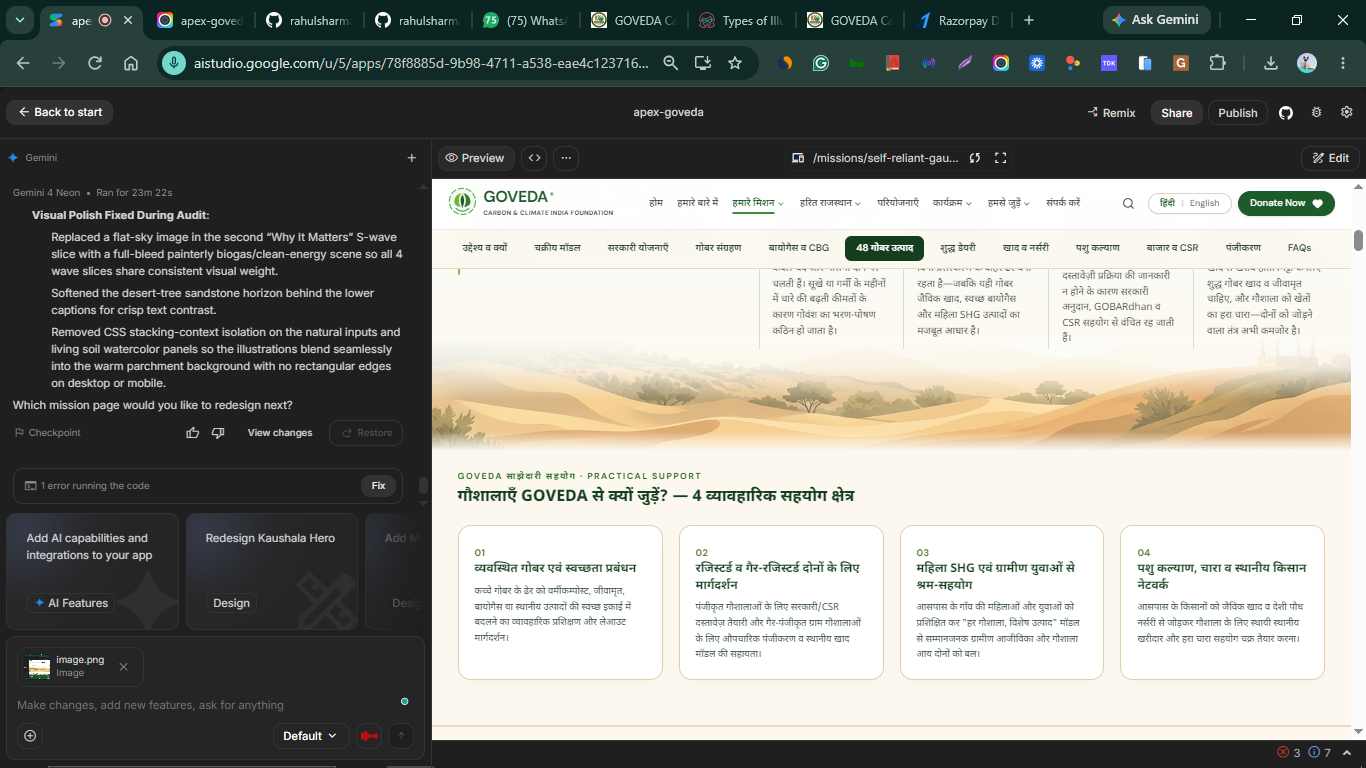 ape
apex-goved
rahulsharma
rahulsharma
75
(75) WhatsA
GOVEDA Ca
Types of Illu
GOVEDA Ca
Razorpay D
Ask Gemini
aistudio.google.com/u/5/apps/78f8885d-9b98-4711-a538-eae4c123716...
TDK
Back to start
apex-goveda
Remix
Share
Publish
Gemini
Preview
/missions/self-reliant-gau...
Edit
Gemini 4 Neon • Ran for 23m 22s
Visual Polish Fixed During Audit:
Replaced a flat-sky image in the second “Why It Matters” S-wave
slice with a full-bleed painterly biogas/clean-energy scene so all 4
wave slices share consistent visual weight.
Softened the desert-tree sandstone horizon behind the lower
captions for crisp text contrast.
Removed CSS stacking-context isolation on the natural inputs and
living soil watercolor panels so the illustrations blend seamlessly
into the warm parchment background with no rectangular edges
on desktop or mobile.
Which mission page would you like to redesign next?
Checkpoint
View changes
Restore
1 error running the code
Fix
Add AI capabilities and
integrations to your app
AI Features
Redesign Kaushala Hero
Design
Add M
Desig
image.png
Image
Make changes, add new features, ask for anything
Default
GOVEDA®
CARBON & CLIMATE INDIA FOUNDATION
होम
हमारे बारे में
हमारे मिशन
हरित राजस्थान
परियोजनाएँ
कार्यक्रम
हमसे जुड़ें
संपर्क करें
हिंदी | English
Donate Now
उद्देश्य व क्यों
चक्रीय मॉडल
सरकारी योजनाएँ
गोबर संग्रहण
बायोगैस व CBG
48 गोबर उत्पाद
शुद्ध डेयरी
खाद व नर्सरी
पशु कल्याण
बाजार व CSR
पंजीकरण
FAQs
चलती हैं। सूखे या गर्मी के महीनों
में चारे की बढ़ती कीमतों के
कारण गोवंश का भरण-पोषण
कठिन हो जाता है।
रहता है—जबकि यही गोबर
जैविक खाद, स्वच्छ बायोगैस
और महिला SHG उत्पादों का
मजबूत आधार है।
दस्तावेज़ी प्रक्रिया की जानकारी
न होने के कारण सरकारी
अनुदान, GOBARdhan व
CSR सहयोग से वंचित रह जाती
हैं।
शुद्ध गोबर खाद व जीवामृत
चाहिए, और गौशाला को खेतों
का हरा चारा—दोनों को जोड़ने
वाला तंत्र अभी कमजोर है।
GOVEDA साझेदारी सहयोग · PRACTICAL SUPPORT
गौशालाएँ GOVEDA से क्यों जुड़ें? — 4 व्यावहारिक सहयोग क्षेत्र
01
व्यवस्थित गोबर एवं स्वच्छता प्रबंधन
कच्चे गोबर के ढेर को वर्मीकम्पोस्ट, जीवामृत,
बायोगैस या स्थानीय उत्पादों की स्वच्छ इकाई में
बदलने का व्यावहारिक प्रशिक्षण और लेआउट
मार्गदर्शन।
02
रजिस्टर्ड व गैर-रजिस्टर्ड दोनों के लिए
मार्गदर्शन
पंजीकृत गौशालाओं के लिए सरकारी/CSR
दस्तावेज़ तैयारी और गैर-पंजीकृत ग्राम गौशालाओं
के लिए औपचारिक पंजीकरण व स्थानीय खाद
मॉडल की सहायता।
03
महिला SHG एवं ग्रामीण युवाओं से
श्रम-सहयोग
आसपास के गाँव की महिलाओं और युवाओं को
प्रशिक्षित कर "हर गौशाला, विशेष उत्पाद" मॉडल
से सम्मानजनक ग्रामीण आजीविका और गौशाला
आय दोनों को बल।
04
पशु कल्याण, चारा व स्थानीय किसान
नेटवर्क
आसपास के किसानों को जैविक खाद व देशी पौध
नर्सरी से जोड़कर गौशाला के लिए स्थायी स्थानीय
खरीदार और हरा चारा सहयोग चक्र तैयार करना।
3
7